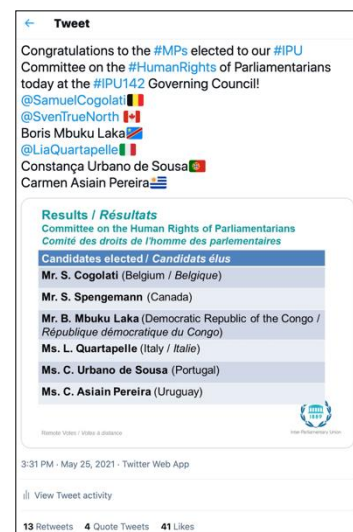 ← Tweet
Congratulations to the #MPs elected to our #IPU
Committee on the #HumanRights of Parliamentarians
today at the #IPU142 Governing Council!
@SamuelCogolati🇧🇪
@SvenTrueNorth 🇨🇦
Boris Mbuku Laka🇨🇩
@LiaQuartapelle🇮🇹
Constança Urbano de Sousa🇵🇹
Carmen Asiain Pereira🇺🇾
Results / Résultats
Committee on the Human Rights of Parliamentarians
Comité des droits de l'homme des parlementaires
Candidates elected / Candidats élus
Mr. S. Cogolati (Belgium / Belgique)
Mr. S. Spengemann (Canada)
Mr. B. Mbuku Laka (Democratic Republic of the Congo /
République démocratique du Congo)
Ms. L. Quartapelle (Italy / Italie)
Ms. C. Urbano de Sousa (Portugal)
Ms. C. Asiain Pereira (Uruguay)
1889
Remote Votes / Votes à distance
Inter-Parliamentary Union
3:31 PM · May 25, 2021 · Twitter Web App
View Tweet activity
13 Retweets 4 Quote Tweets 41 Likes